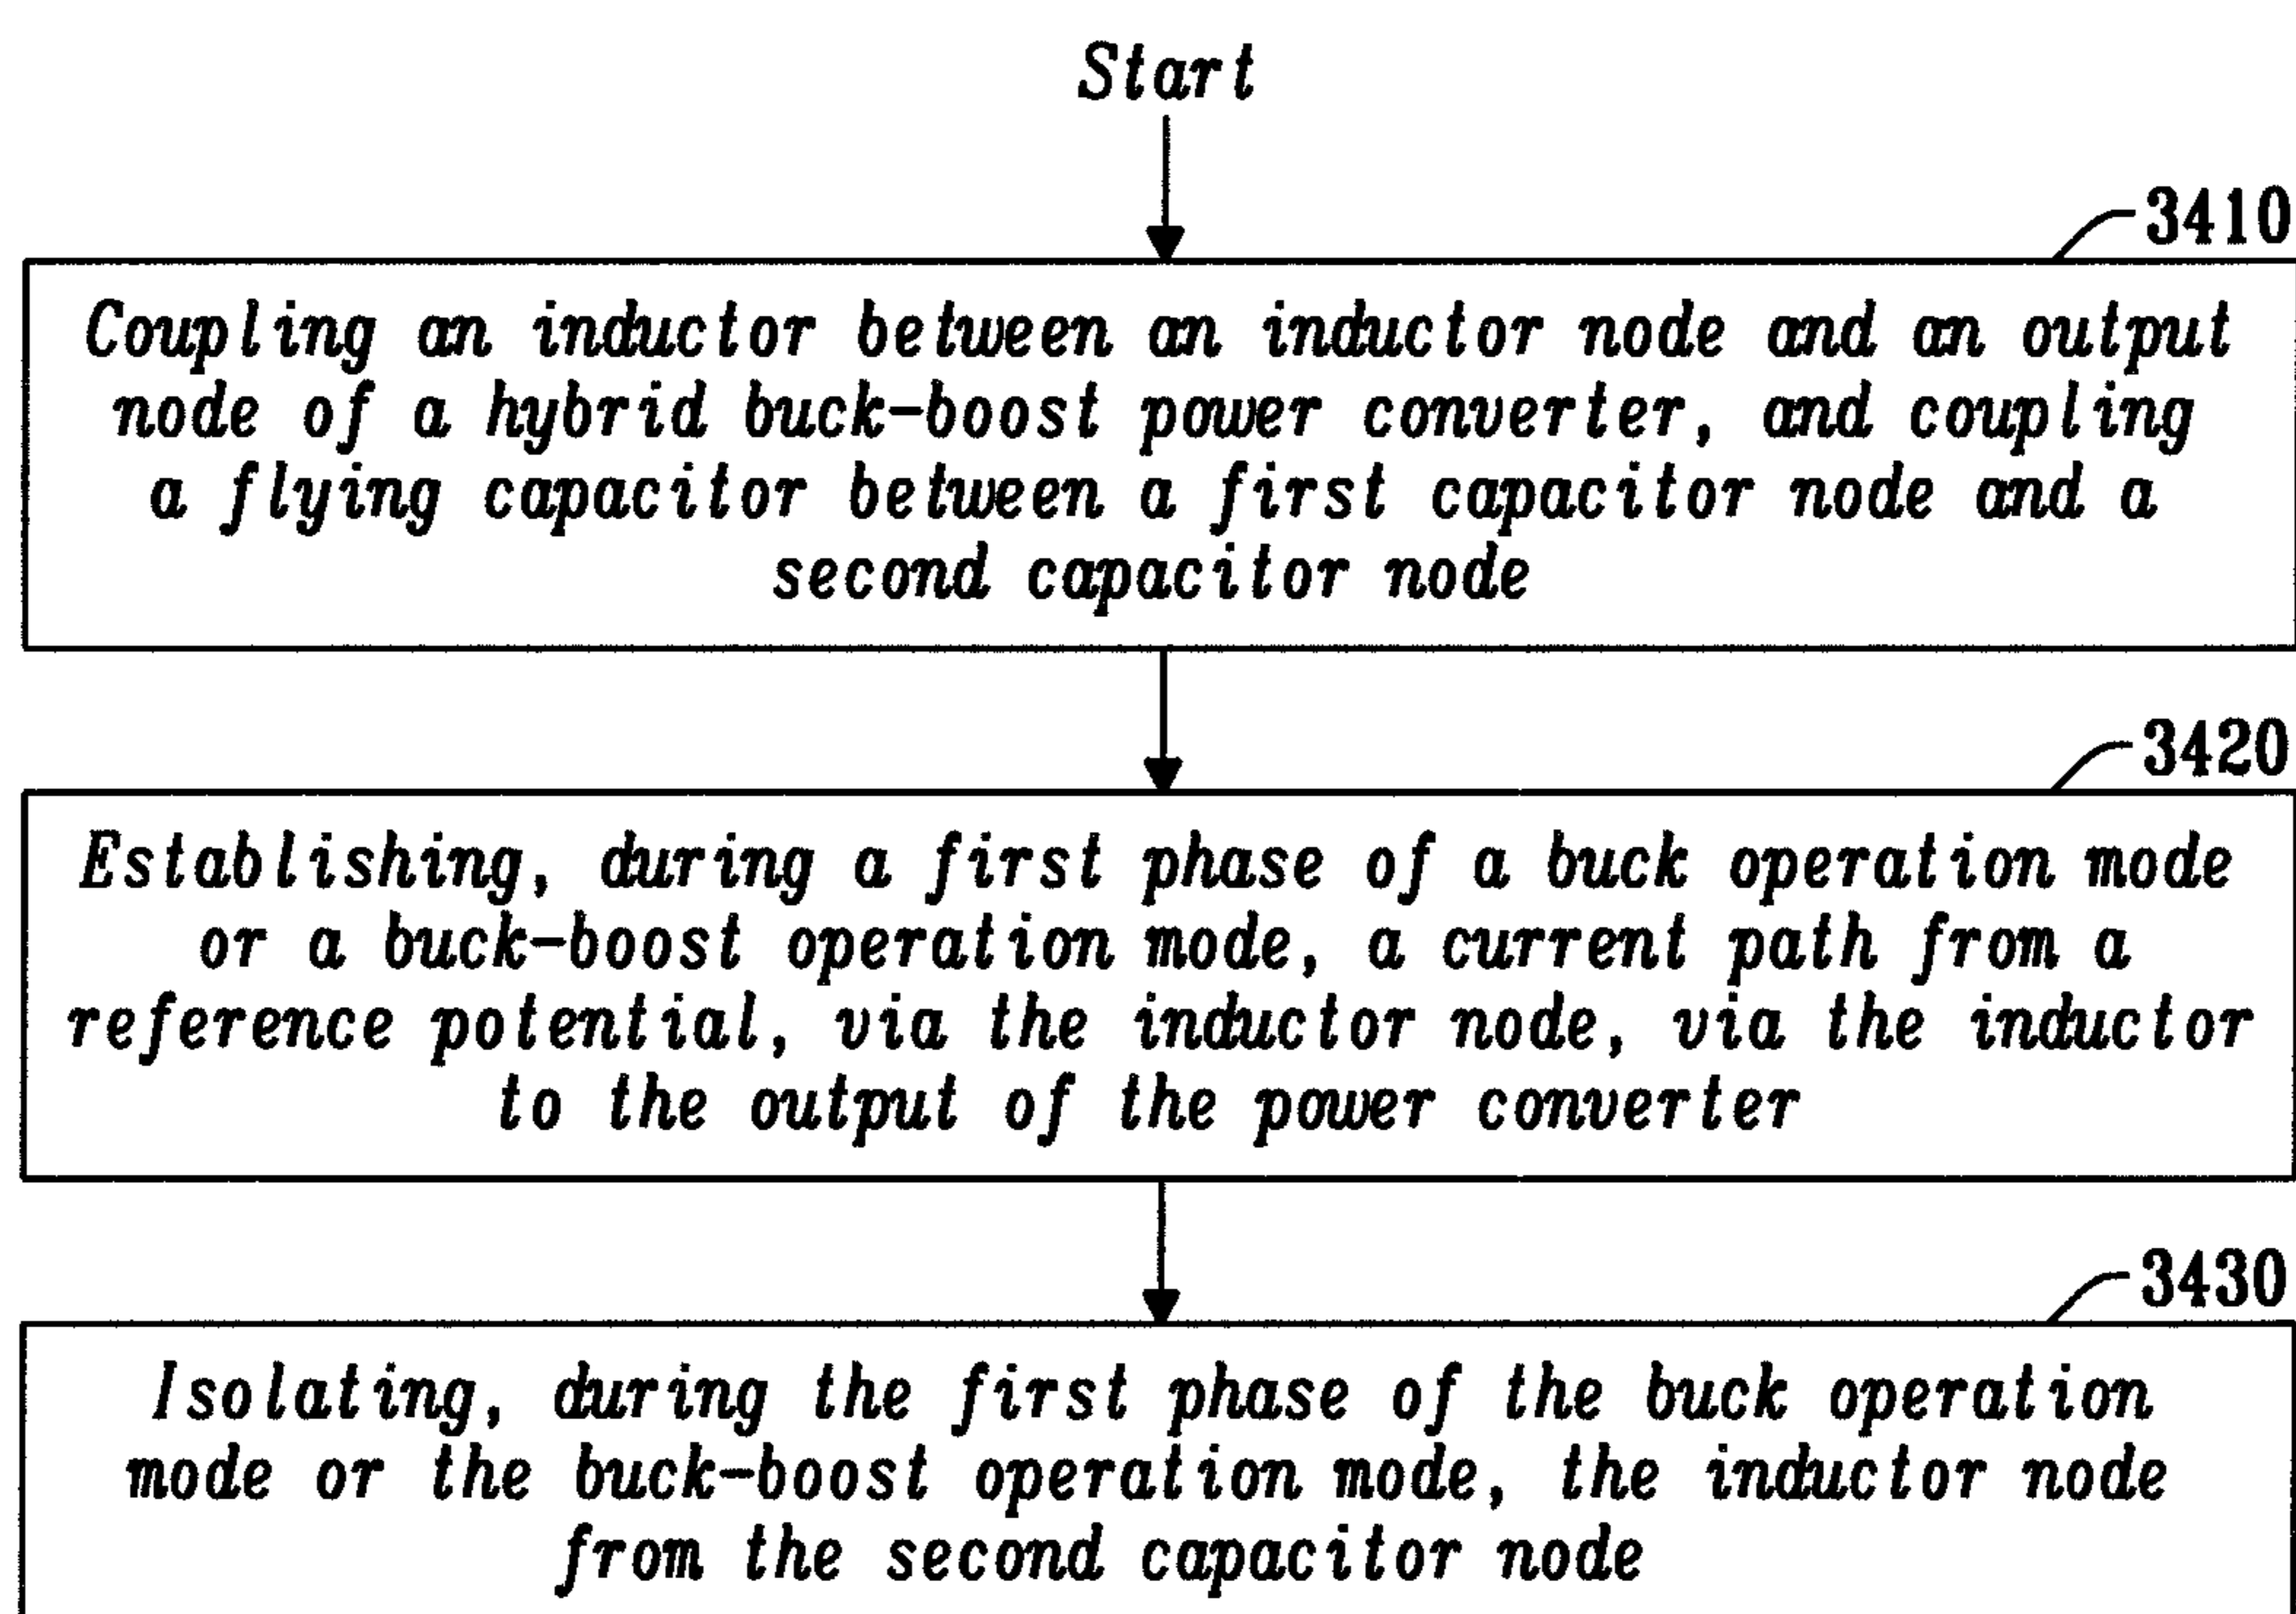 Start
3410
Coupling an inductor between an inductor node and an output
node of a hybrid buck-boost power converter, and coupling
a flying capacitor between a first capacitor node and a
second capacitor node
3420
Establishing, during a first phase of a buck operation mode
or a buck-boost operation mode, a current path from a
reference potential, via the inductor node, via the inductor
to the output of the power converter
3430
Isolating, during the first phase of the buck operation
mode or the buck-boost operation mode, the inductor node
from the second capacitor node